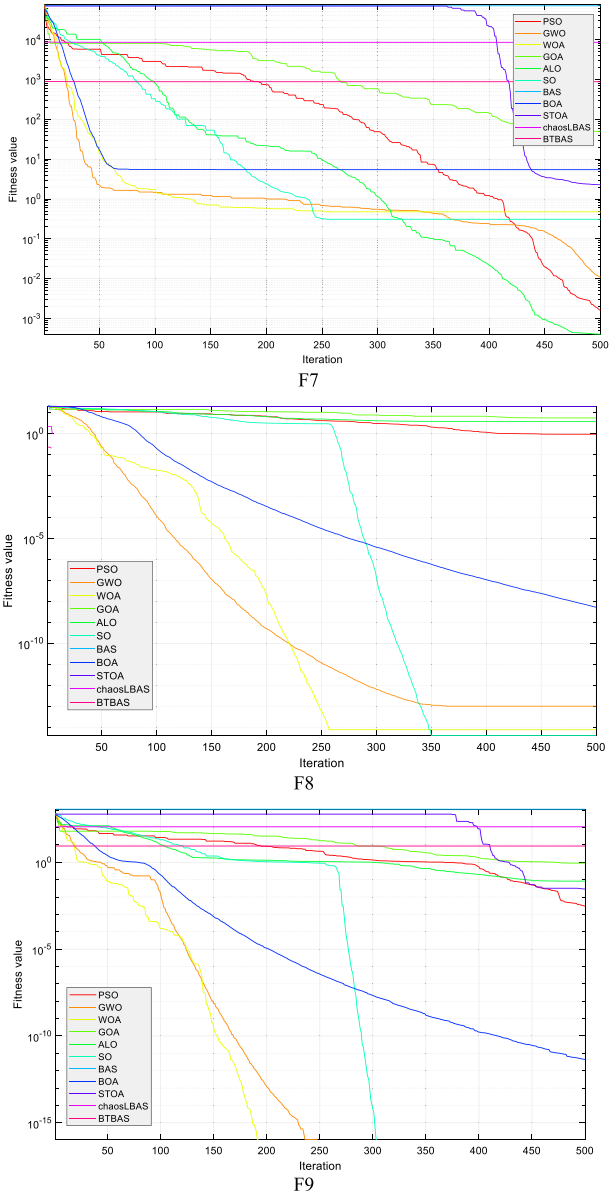 10^4
10^3
10^2
10^1
10^0
10^-1
10^-2
10^-3
Fitness value
PSO
GWO
WOA
GOA
ALO
SO
BAS
BOA
STOA
chaosLBAS
BTBAS
50 100 150 200 250 300 350 400 450 500
Iteration
F7
10^0
10^-5
10^-10
Fitness value
PSO
GWO
WOA
GOA
ALO
SO
BAS
BOA
STOA
chaosLBAS
BTBAS
50 100 150 200 250 300 350 400 450 500
Iteration
F8
10^0
10^-5
10^-10
10^-15
Fitness value
PSO
GWO
WOA
GOA
ALO
SO
BAS
BOA
STOA
chaosLBAS
BTBAS
50 100 150 200 250 300 350 400 450 500
Iteration
F9